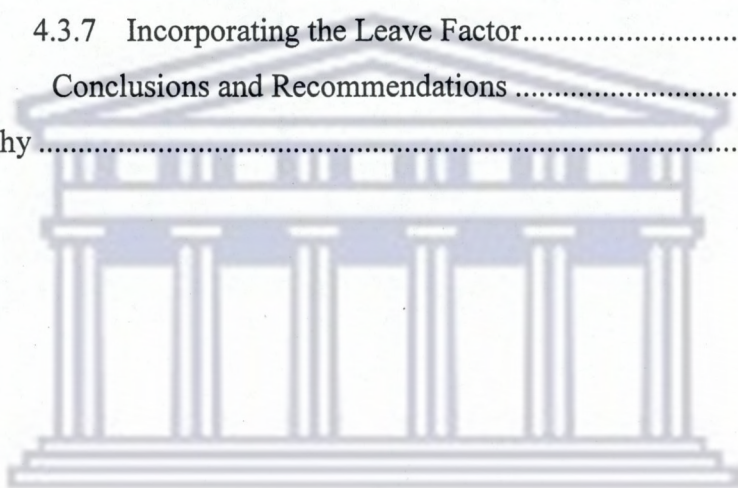 4.3.7 Incorporating the Leave Factor..........................
Conclusions and Recommendations ..........................
hy ..............................................................................